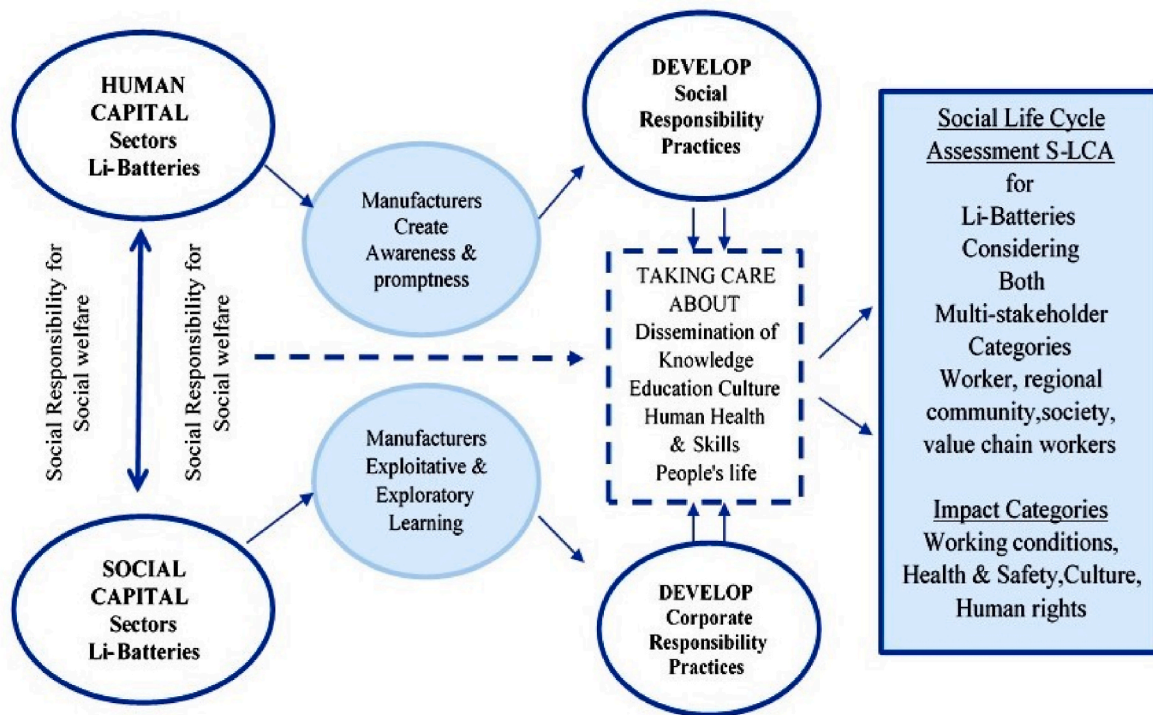 HUMAN
CAPITAL
Sectors
Li-Batteries
Manufacturers
Create
Awareness &
promptness
DEVELOP
Social
Responsibility
Practices
Social Responsibility for
Social welfare
Social Responsibility for
Social welfare
TAKING CARE
ABOUT
Dissemination of
Knowledge
Education Culture
Human Health
& Skills
People's life
Manufacturers
Exploitative &
Exploratory
Learning
SOCIAL
CAPITAL
Sectors
Li-Batteries
DEVELOP
Corporate
Responsibility
Practices
Social Life Cycle
Assessment S-LCA
for
Li-Batteries
Considering
Both
Multi-stakeholder
Categories
Worker, regional
community,society,
value chain workers
Impact Categories
Working conditions,
Health & Safety,Culture,
Human rights